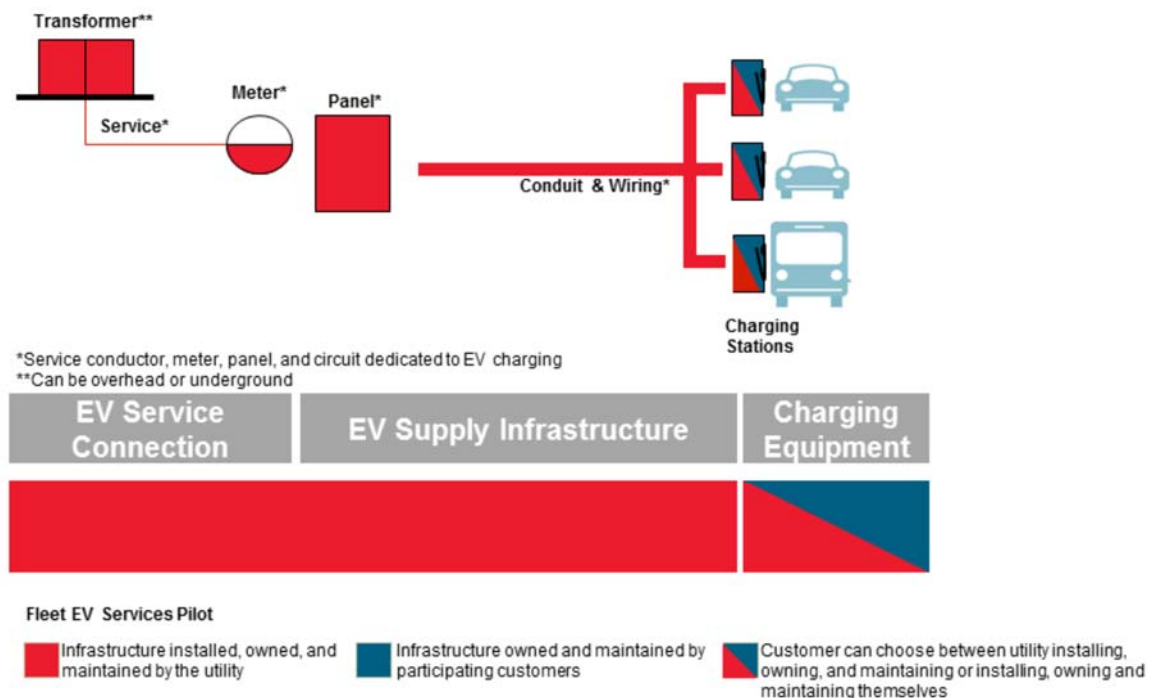 Transformer**
Meter*
Panel*
Service*
Conduit & Wiring*
Charging
Stations
*Service conductor, meter, panel, and circuit dedicated to EV charging
**Can be overhead or underground
EV Service
Connection
EV Supply Infrastructure
Charging
Equipment
Fleet EV Services Pilot
Infrastructure installed, owned, and
maintained by the utility
Infrastructure owned and maintained by
participating customers
Customer can choose between utility installing,
owning, and maintaining or installing, owning and
maintaining themselves